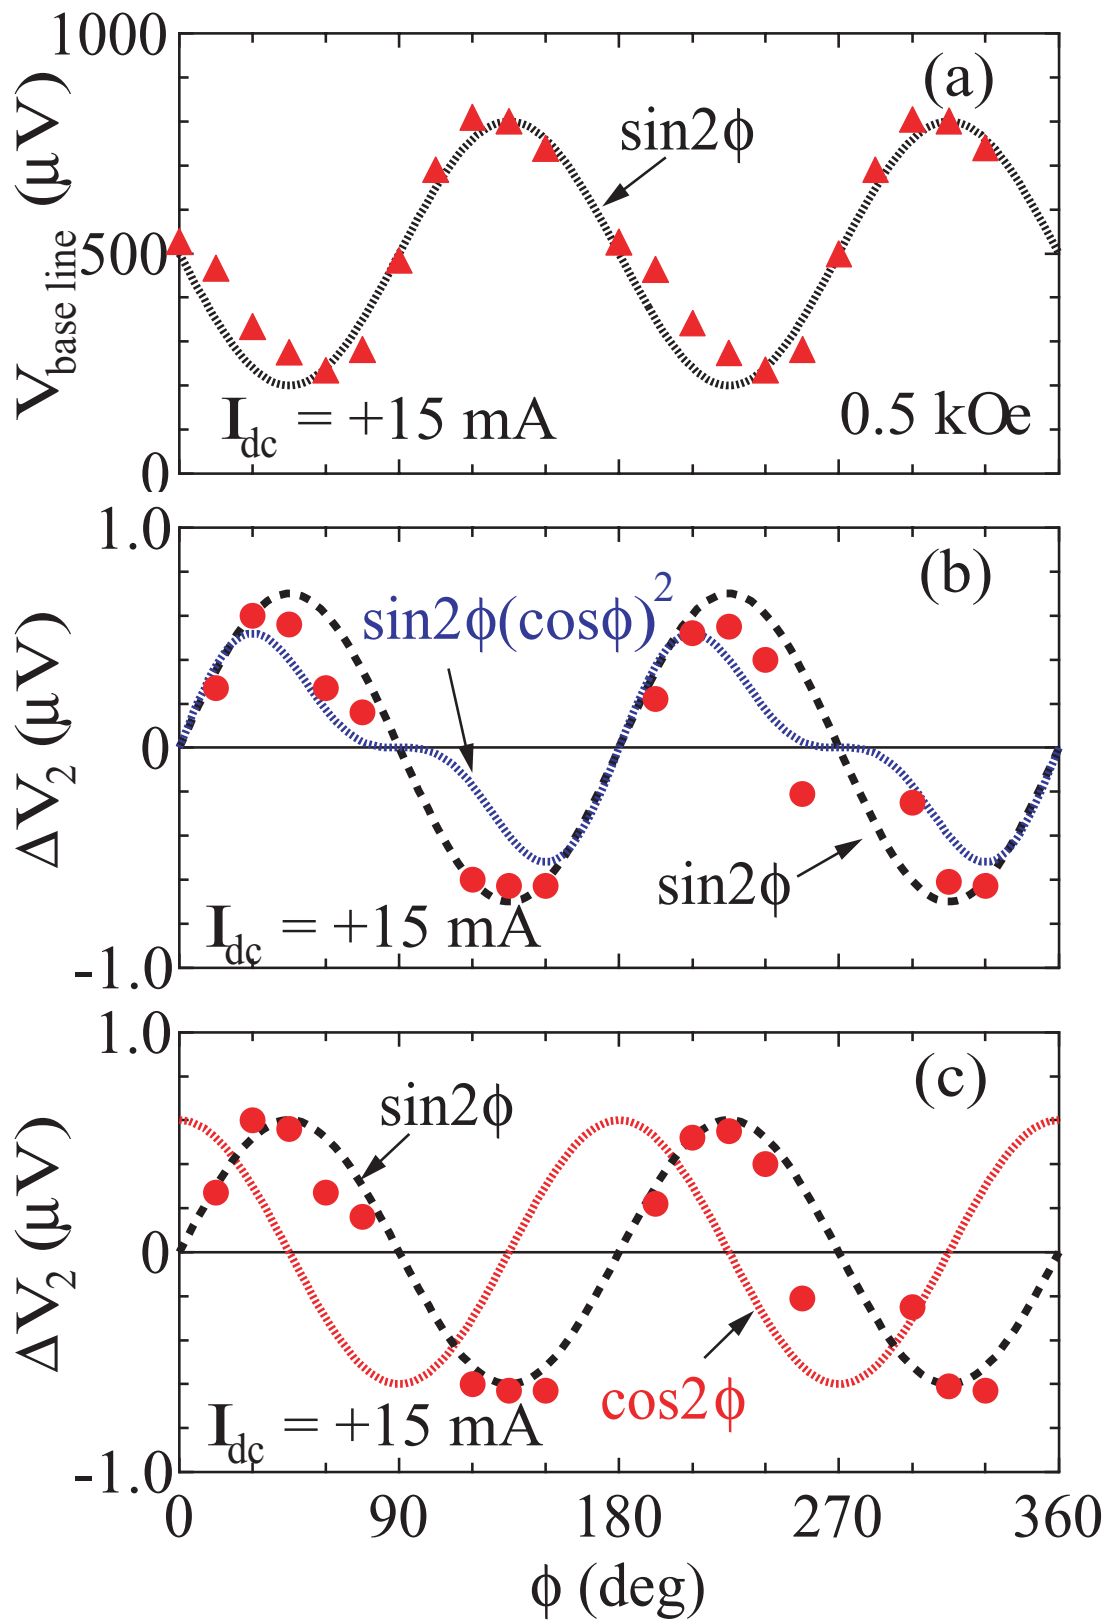 1000
(a)
sin2ϕ
V_base line (μV)
500
I_dc = +15 mA
0.5 kOe
0
1.0
(b)
sin2ϕ(cosϕ)^2
ΔV_2 (μV)
0
sin2ϕ
I_dc = +15 mA
-1.0
1.0
(c)
sin2ϕ
ΔV_2 (μV)
0
cos2ϕ
I_dc = +15 mA
-1.0
0 90 180 270 360
ϕ (deg)